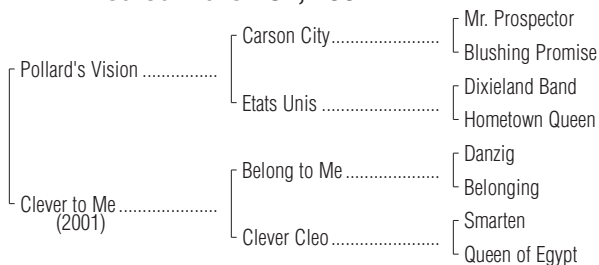 Mr. Prospector
Carson City
Blushing Promise
Pollard's Vision
Dixieland Band
Etats Unis
Hometown Queen
Danzig
Belong to Me
Belonging
Clever to Me
(2001)
Smarten
Clever Cleo
Queen of Egypt